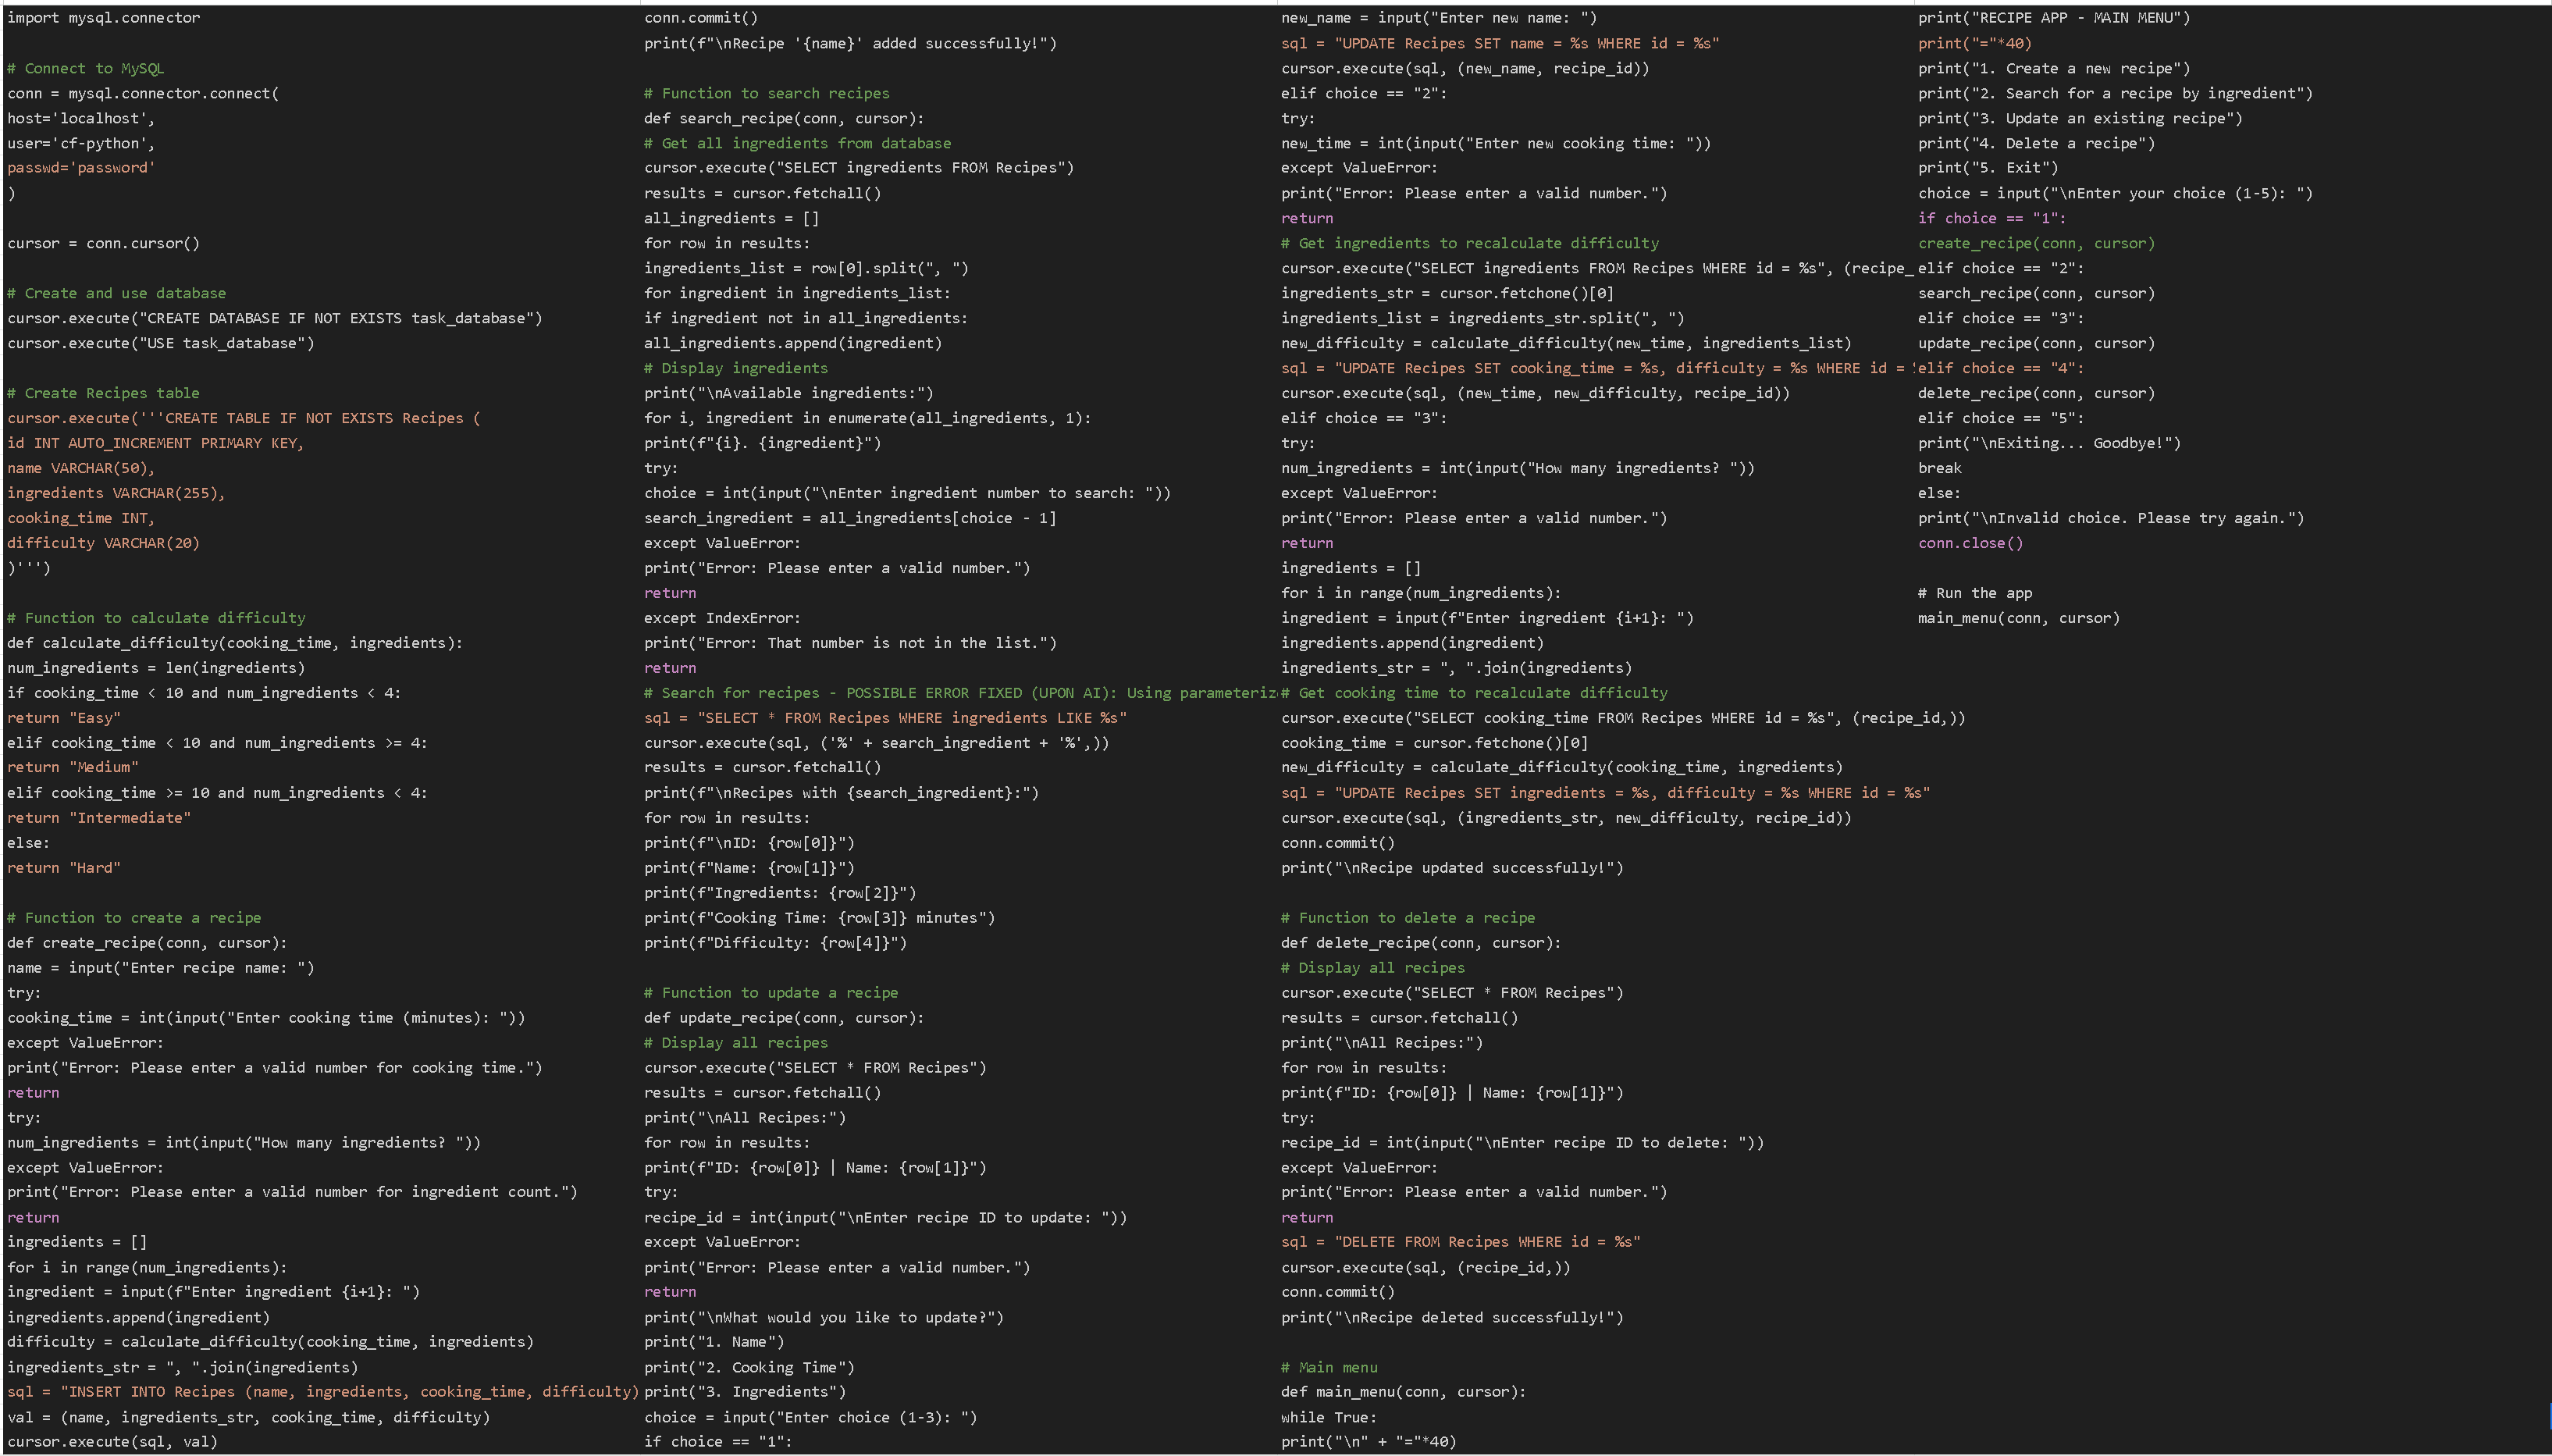 import mysql.connector
# Connect to MySQL
conn = mysql.connector.connect(
host='localhost',
user='cf-python',
passwd='password'
)
cursor = conn.cursor()
# Create and use database
cursor.execute("CREATE DATABASE IF NOT EXISTS task_database")
cursor.execute("USE task_database")
# Create Recipes table
cursor.execute('''CREATE TABLE IF NOT EXISTS Recipes (
id INT AUTO_INCREMENT PRIMARY KEY,
name VARCHAR(50),
ingredients VARCHAR(255),
cooking_time INT,
difficulty VARCHAR(20)
)''')
# Function to calculate difficulty
def calculate_difficulty(cooking_time, ingredients):
num_ingredients = len(ingredients)
if cooking_time < 10 and num_ingredients < 4:
return "Easy"
elif cooking_time < 10 and num_ingredients >= 4:
return "Medium"
elif cooking_time >= 10 and num_ingredients < 4:
return "Intermediate"
else:
return "Hard"
# Function to create a recipe
def create_recipe(conn, cursor):
name = input("Enter recipe name: ")
try:
cooking_time = int(input("Enter cooking time (minutes): "))
except ValueError:
print("Error: Please enter a valid number for cooking time.")
return
try:
num_ingredients = int(input("How many ingredients? "))
except ValueError:
print("Error: Please enter a valid number for ingredient count.")
return
ingredients = []
for i in range(num_ingredients):
ingredient = input(f"Enter ingredient {i+1}: ")
ingredients.append(ingredient)
difficulty = calculate_difficulty(cooking_time, ingredients)
ingredients_str = ", ".join(ingredients)
sql = "INSERT INTO Recipes (name, ingredients, cooking_time, difficulty)
val = (name, ingredients_str, cooking_time, difficulty)
cursor.execute(sql, val)
conn.commit()
print(f"\nRecipe '{name}' added successfully!")
# Function to search recipes
def search_recipe(conn, cursor):
# Get all ingredients from database
cursor.execute("SELECT ingredients FROM Recipes")
results = cursor.fetchall()
all_ingredients = []
for row in results:
ingredients_list = row[0].split(", ")
for ingredient in ingredients_list:
if ingredient not in all_ingredients:
all_ingredients.append(ingredient)
# Display ingredients
print("\nAvailable ingredients:")
for i, ingredient in enumerate(all_ingredients, 1):
print(f"{i}. {ingredient}")
try:
choice = int(input("\nEnter ingredient number to search: "))
search_ingredient = all_ingredients[choice - 1]
except ValueError:
print("Error: Please enter a valid number.")
return
except IndexError:
print("Error: That number is not in the list.")
return
# Search for recipes - POSSIBLE ERROR FIXED (UPON AI): Using parameteriz
sql = "SELECT * FROM Recipes WHERE ingredients LIKE %s"
cursor.execute(sql, ('%' + search_ingredient + '%',))
results = cursor.fetchall()
print(f"\nRecipes with {search_ingredient}:")
for row in results:
print(f"\nID: {row[0]}")
print(f"Name: {row[1]}")
print(f"Ingredients: {row[2]}")
print(f"Cooking Time: {row[3]} minutes")
print(f"Difficulty: {row[4]}")
# Function to update a recipe
def update_recipe(conn, cursor):
# Display all recipes
cursor.execute("SELECT * FROM Recipes")
results = cursor.fetchall()
print("\nAll Recipes:")
for row in results:
print(f"ID: {row[0]} | Name: {row[1]}")
try:
recipe_id = int(input("\nEnter recipe ID to update: "))
except ValueError:
print("Error: Please enter a valid number.")
return
print("\nWhat would you like to update?")
print("1. Name")
print("2. Cooking Time")
print("3. Ingredients")
choice = input("Enter choice (1-3): ")
if choice == "1":
new_name = input("Enter new name: ")
sql = "UPDATE Recipes SET name = %s WHERE id = %s"
cursor.execute(sql, (new_name, recipe_id))
elif choice == "2":
try:
new_time = int(input("Enter new cooking time: "))
except ValueError:
print("Error: Please enter a valid number.")
return
# Get ingredients to recalculate difficulty
cursor.execute("SELECT ingredients FROM Recipes WHERE id = %s", (recipe_
ingredients_str = cursor.fetchone()[0]
ingredients_list = ingredients_str.split(", ")
new_difficulty = calculate_difficulty(new_time, ingredients_list)
sql = "UPDATE Recipes SET cooking_time = %s, difficulty = %s WHERE id =
cursor.execute(sql, (new_time, new_difficulty, recipe_id))
elif choice == "3":
try:
num_ingredients = int(input("How many ingredients? "))
except ValueError:
print("Error: Please enter a valid number.")
return
ingredients = []
for i in range(num_ingredients):
ingredient = input(f"Enter ingredient {i+1}: ")
ingredients.append(ingredient)
ingredients_str = ", ".join(ingredients)
# Get cooking time to recalculate difficulty
cursor.execute("SELECT cooking_time FROM Recipes WHERE id = %s", (recipe_id,))
cooking_time = cursor.fetchone()[0]
new_difficulty = calculate_difficulty(cooking_time, ingredients)
sql = "UPDATE Recipes SET ingredients = %s, difficulty = %s WHERE id = %s"
cursor.execute(sql, (ingredients_str, new_difficulty, recipe_id))
conn.commit()
print("\nRecipe updated successfully!")
# Function to delete a recipe
def delete_recipe(conn, cursor):
# Display all recipes
cursor.execute("SELECT * FROM Recipes")
results = cursor.fetchall()
print("\nAll Recipes:")
for row in results:
print(f"ID: {row[0]} | Name: {row[1]}")
try:
recipe_id = int(input("\nEnter recipe ID to delete: "))
except ValueError:
print("Error: Please enter a valid number.")
return
sql = "DELETE FROM Recipes WHERE id = %s"
cursor.execute(sql, (recipe_id,))
conn.commit()
print("\nRecipe deleted successfully!")
# Main menu
def main_menu(conn, cursor):
while True:
print("\n" + "="*40)
print("RECIPE APP - MAIN MENU")
print("="*40)
print("1. Create a new recipe")
print("2. Search for a recipe by ingredient")
print("3. Update an existing recipe")
print("4. Delete a recipe")
print("5. Exit")
choice = input("\nEnter your choice (1-5): ")
if choice == "1":
create_recipe(conn, cursor)
elif choice == "2":
search_recipe(conn, cursor)
elif choice == "3":
update_recipe(conn, cursor)
elif choice == "4":
delete_recipe(conn, cursor)
elif choice == "5":
print("\nExiting... Goodbye!")
break
else:
print("\nInvalid choice. Please try again.")
conn.close()
# Run the app
main_menu(conn, cursor)